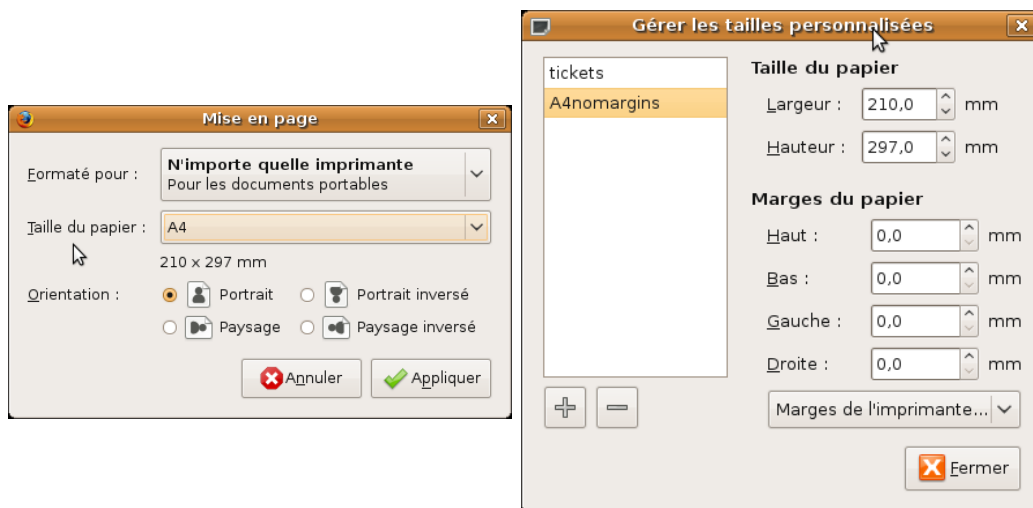 Mise en page
Formaté pour :
N'importe quelle imprimante
Pour les documents portables
Taille du papier :
A4
210 x 297 mm
Orientation :
Portrait
Portrait inversé
Paysage
Paysage inversé
Annuler
Appliquer
Gérer les tailles personnalisées
tickets
A4nomargins
Taille du papier
Largeur : 210,0 mm
Hauteur : 297,0 mm
Marges du papier
Haut : 0,0 mm
Bas : 0,0 mm
Gauche : 0,0 mm
Droite : 0,0 mm
Marges de l'imprimante...
Fermer